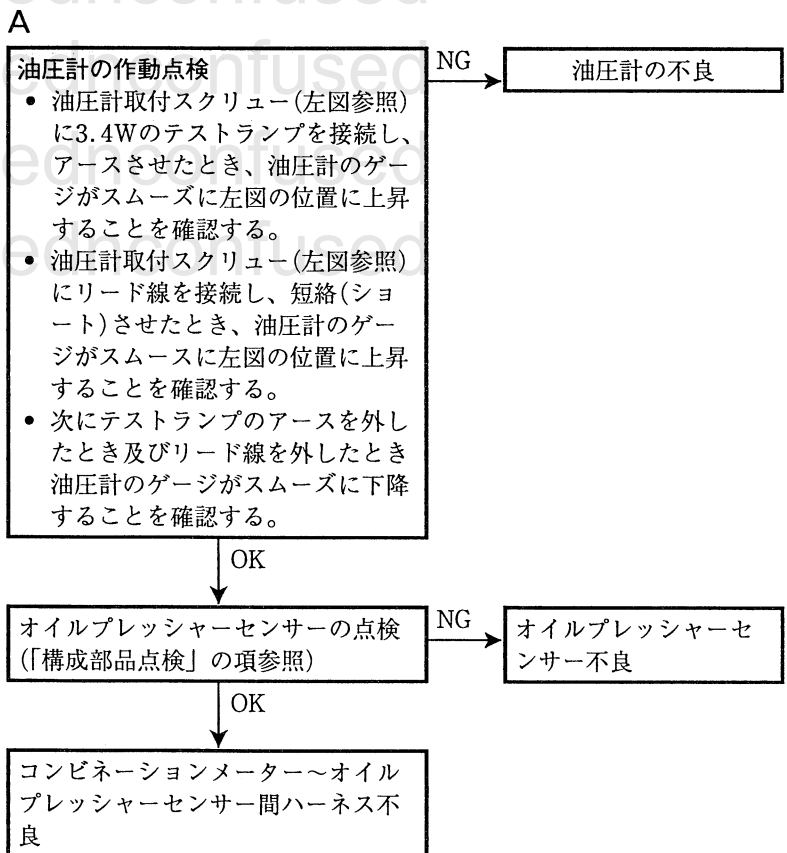 A
油圧計の作動点検
• 油圧計取付スクリュー(左図参照)
に3.4Wのテストランプを接続し、
アースさせたとき、油圧計のゲー
ジがスムーズに左図の位置に上昇
することを確認する。
• 油圧計取付スクリュー(左図参照)
にリード線を接続し、短絡(ショ
ート)させたとき、油圧計のゲー
ジがスムースに左図の位置に上昇
することを確認する。
• 次にテストランプのアースを外し
たとき及びリード線を外したとき
油圧計のゲージがスムーズに下降
することを確認する。
NG
油圧計の不良
OK
オイルプレッシャーセンサーの点検
(「構成部品点検」の項参照)
NG
オイルプレッシャーセ
ンサー不良
OK
コンビネーションメーター〜オイル
プレッシャーセンサー間ハーネス不
良
ednconfused
ednconfused
ednconfused